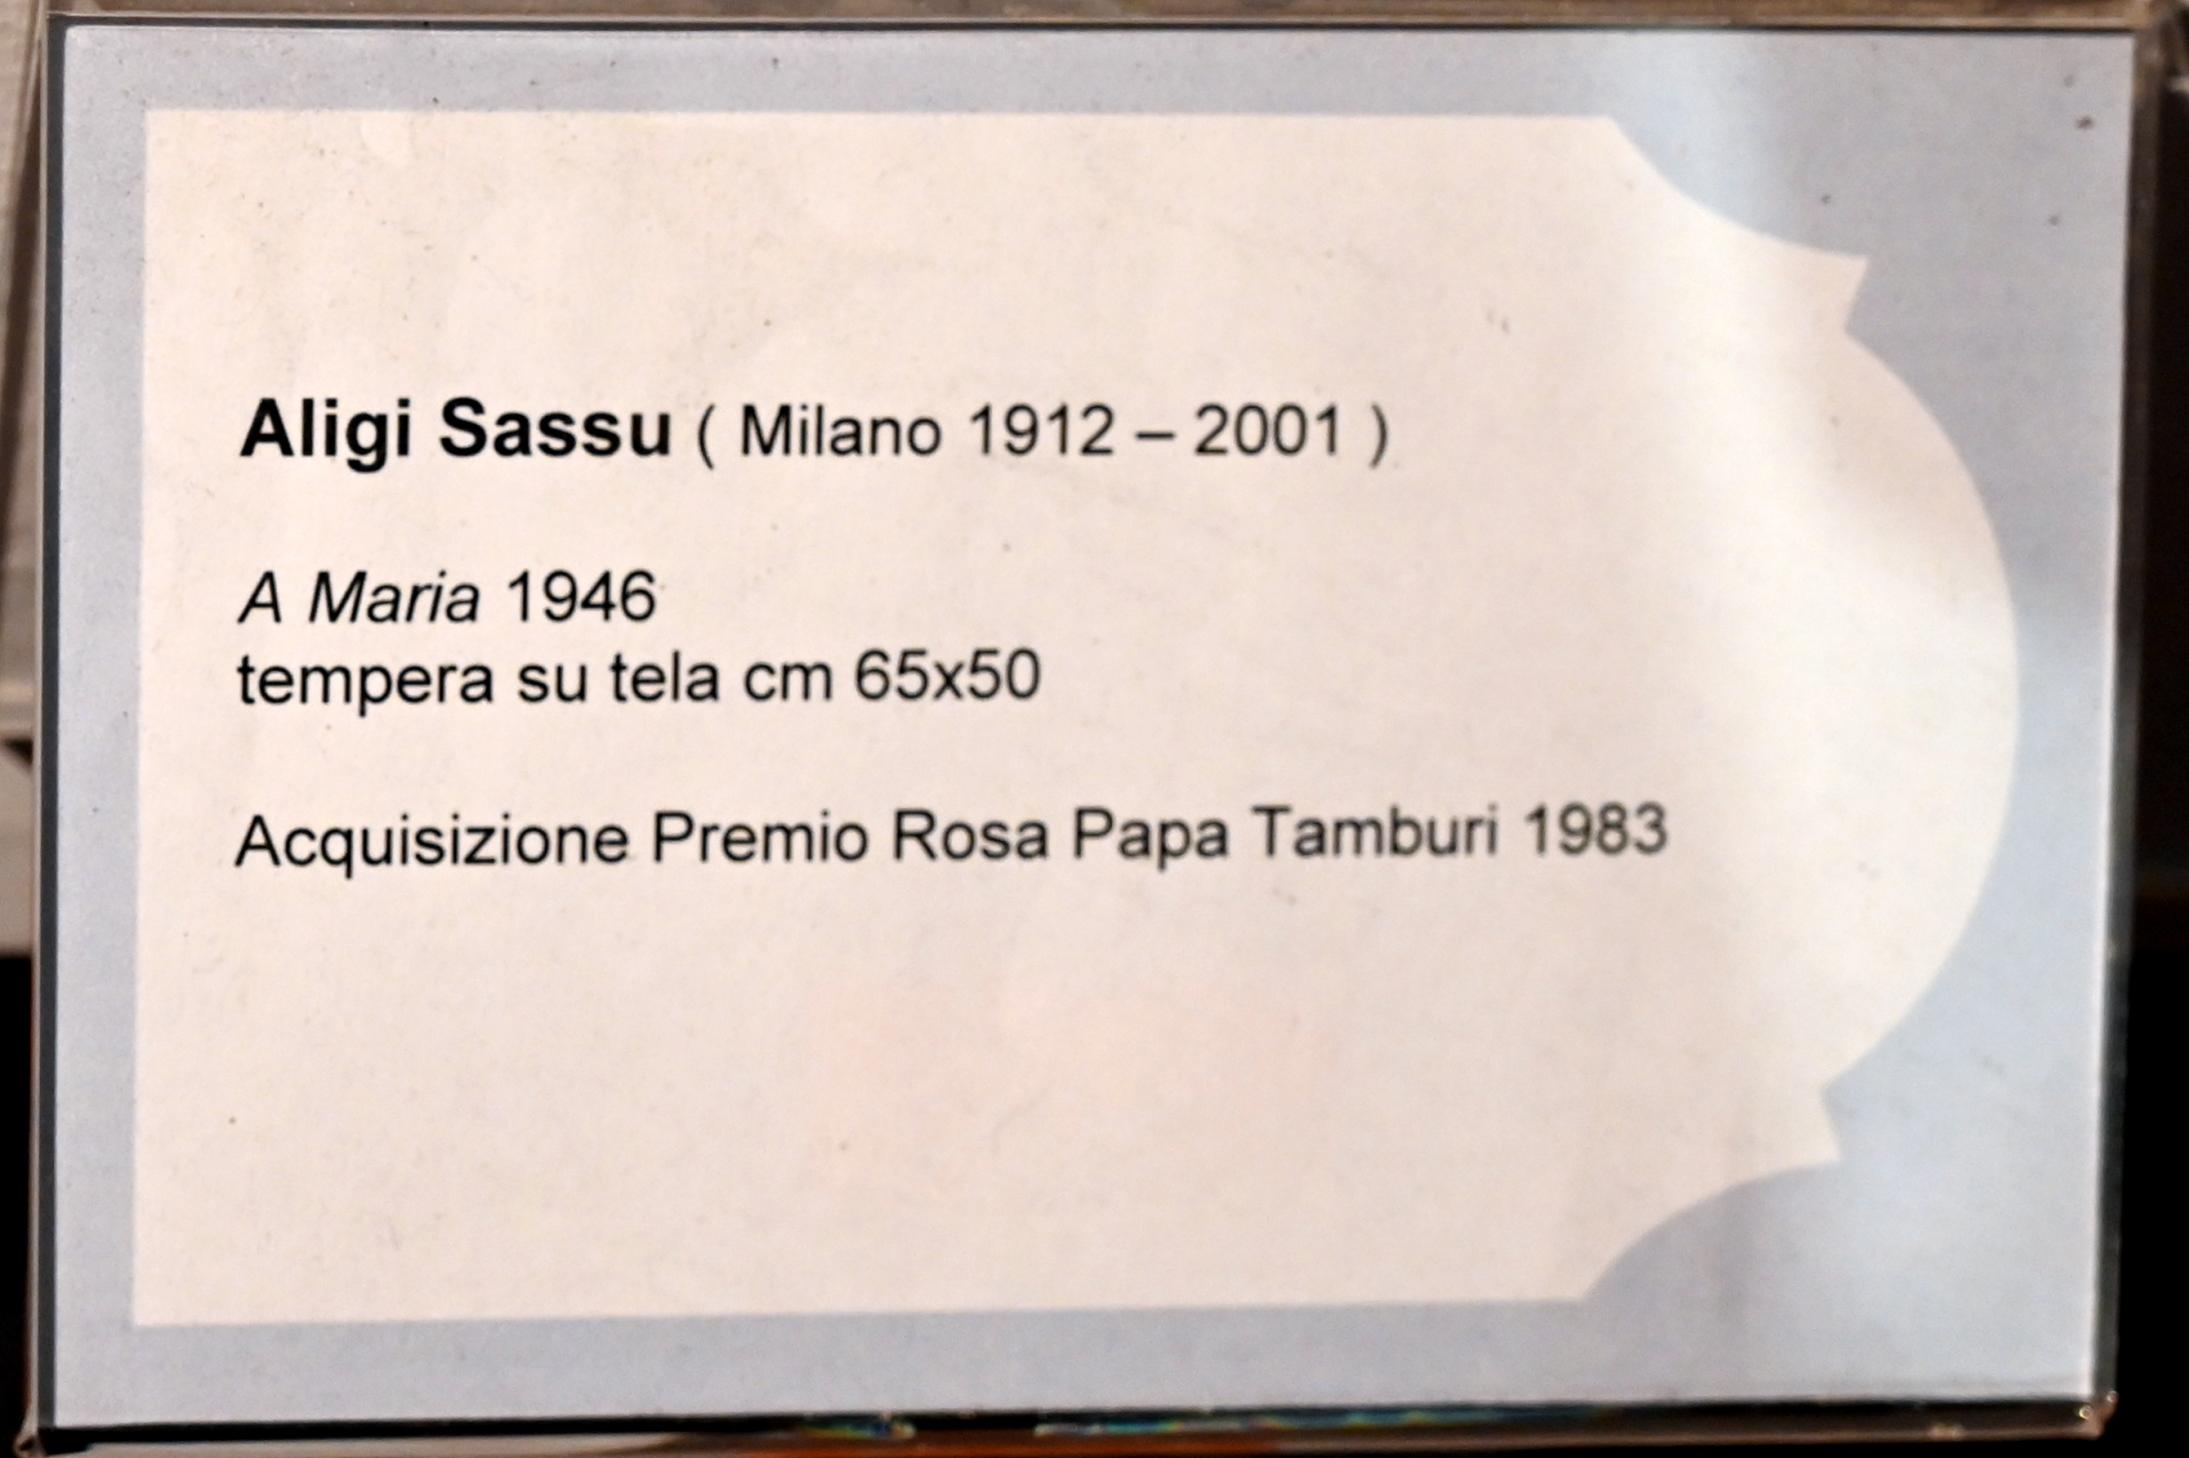 Aligi Sassu ( Milano 1912 – 2001 )
A Maria 1946
tempera su tela cm 65x50
Acquisizione Premio Rosa Papa Tamburi 1983